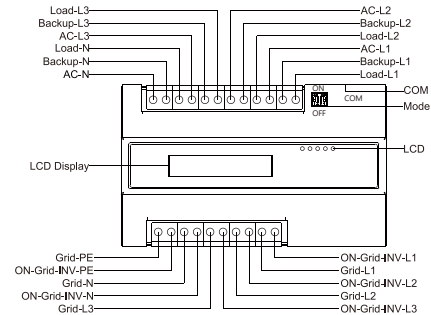 Load-L3
Backup-L3
AC-L3
Load-N
Backup-N
AC-N
AC-L2
Backup-L2
Load-L2
AC-L1
Backup-L1
Load-L1
ON
OFF
COM
COM
Mode
LCD
LCD Display
Grid-PE
ON-Grid-INV-PE
Grid-N
ON-Grid-INV-N
Grid-L3
ON-Grid-INV-L1
Grid-L1
ON-Grid-INV-L2
Grid-L2
ON-Grid-INV-L3